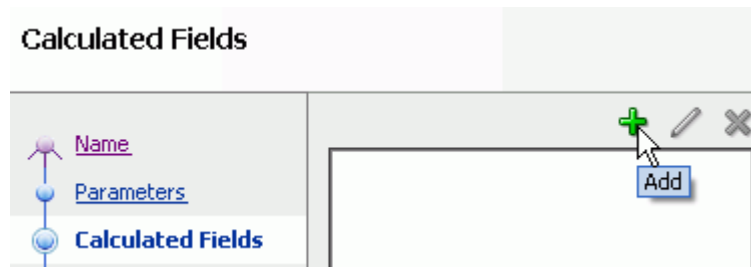 Calculated Fields
Name
Add
Parameters
Calculated Fields